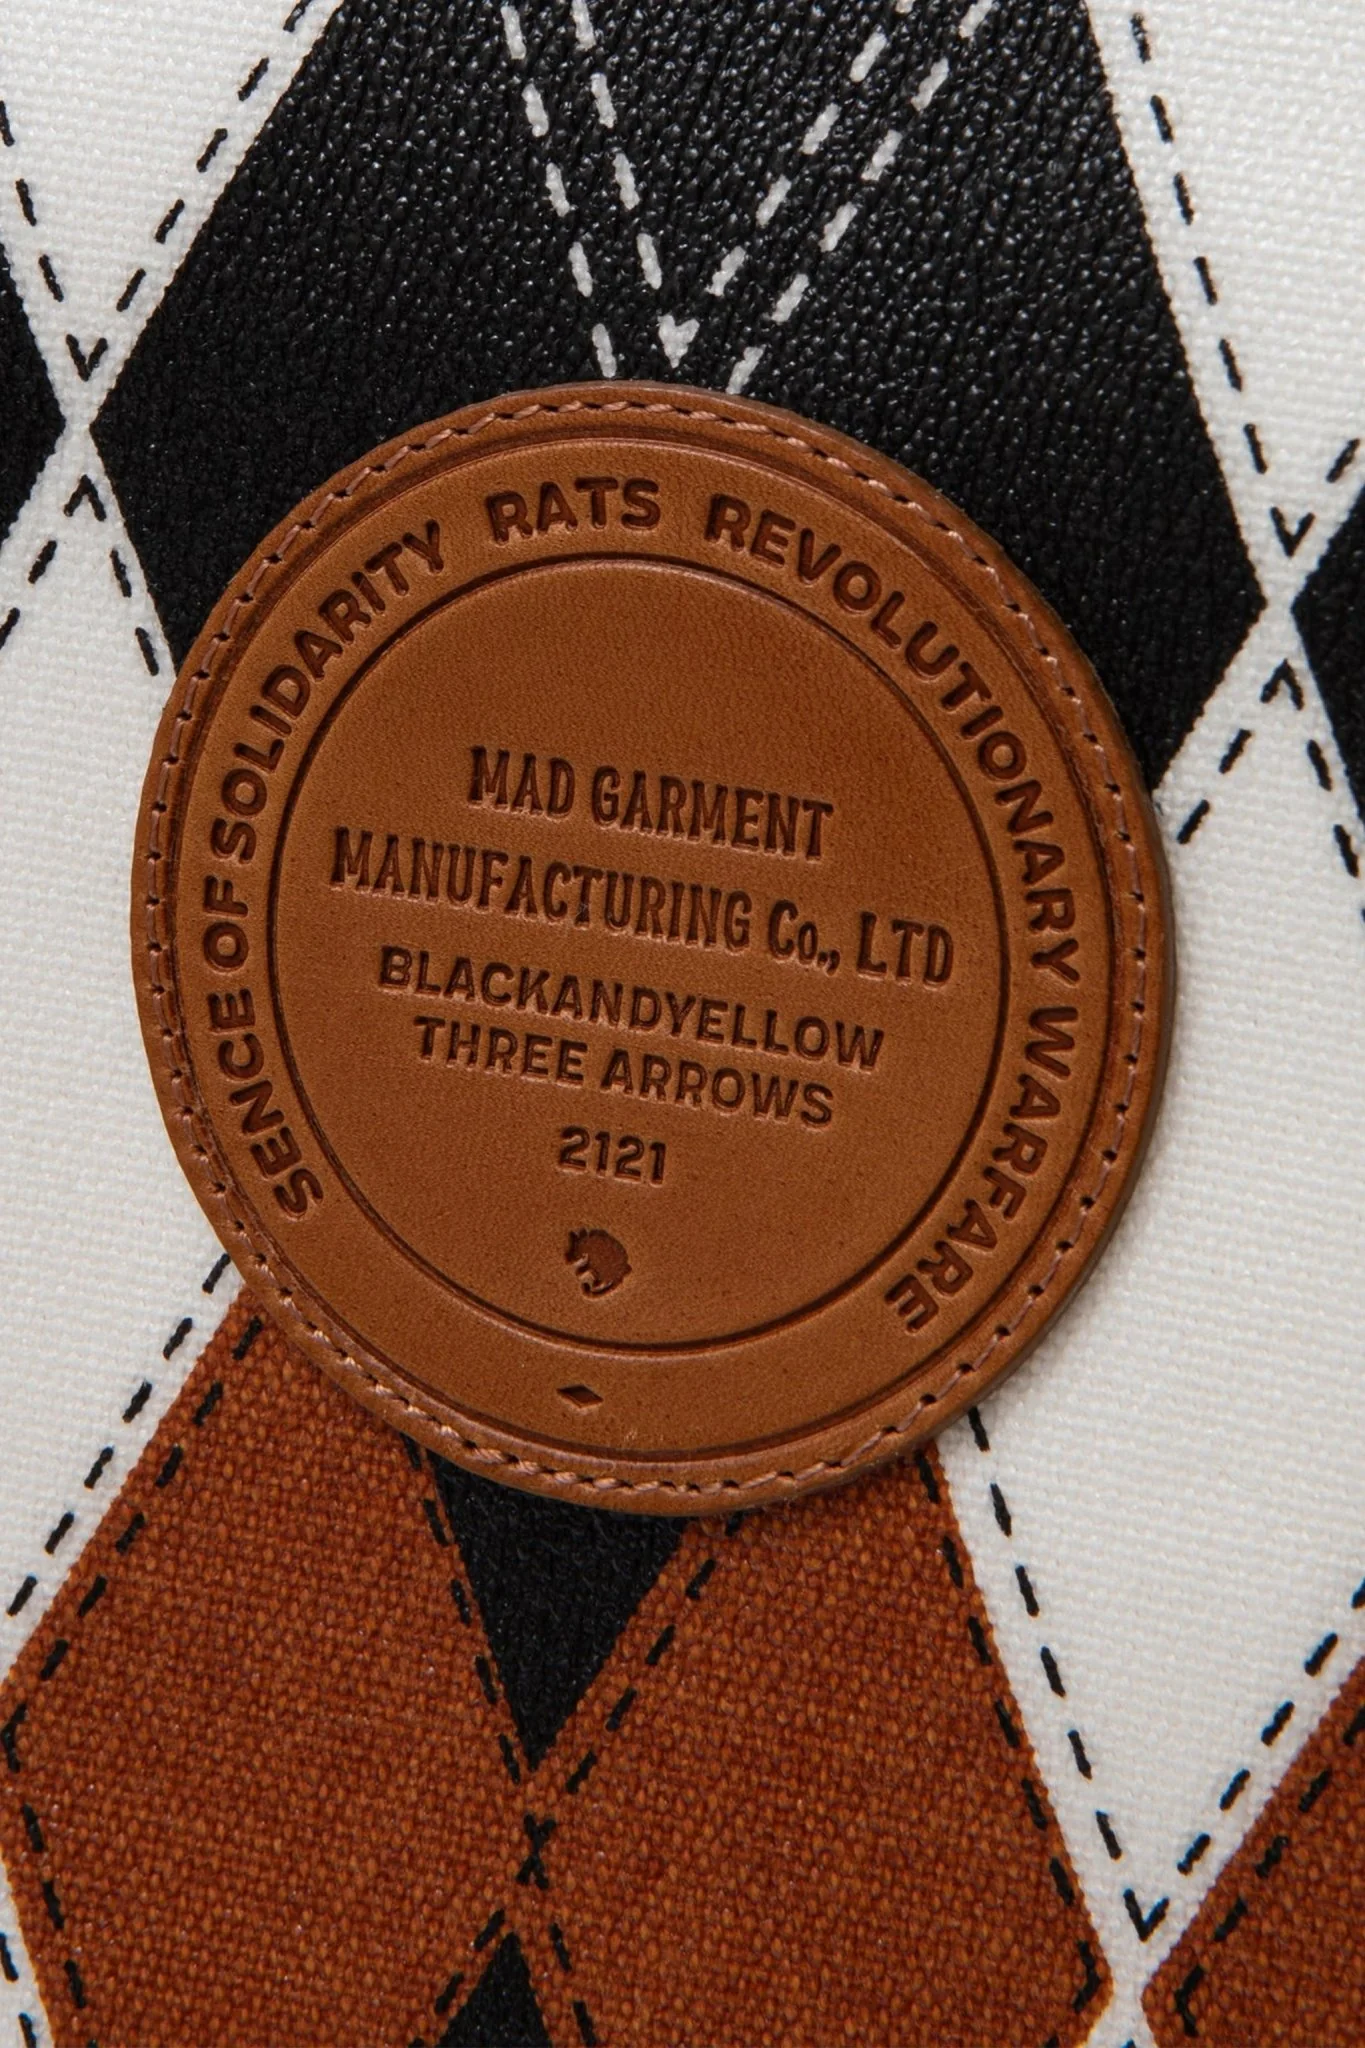 SENCE OF SOLIDARITY RATS REVOLUTIONARY WARFARE
MAD GARMENT
MANUFACTURING Co., LTD
BLACKANDYELLOW
THREE ARROWS
2121